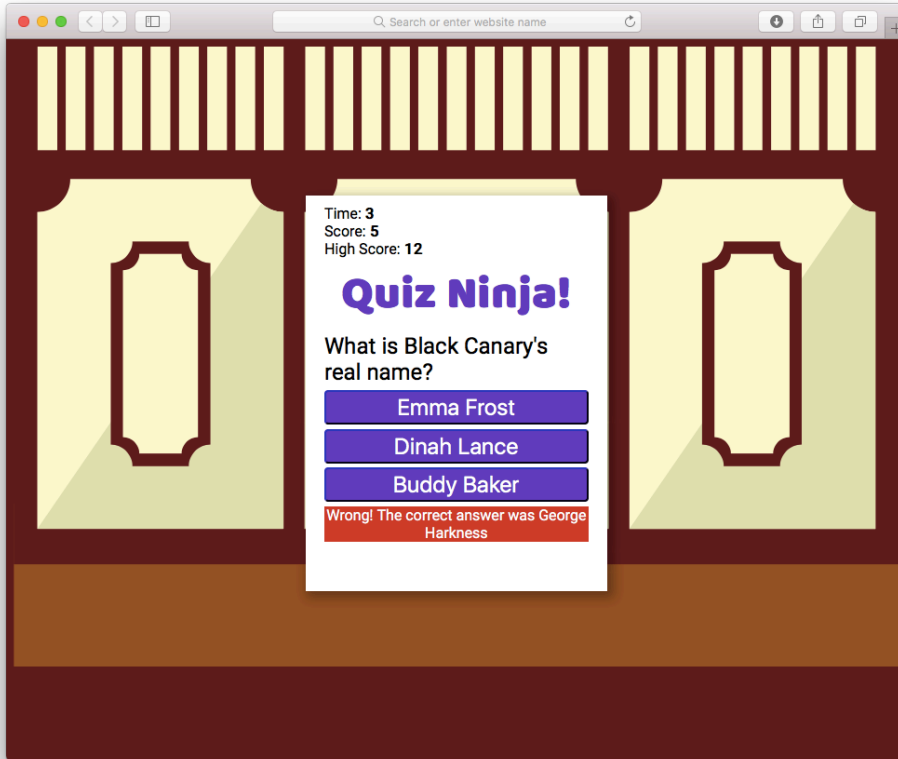 Search or enter website name
Time: 3
Score: 5
High Score: 12
Quiz Ninja!
What is Black Canary's
real name?
Emma Frost
Dinah Lance
Buddy Baker
Wrong! The correct answer was George
Harkness